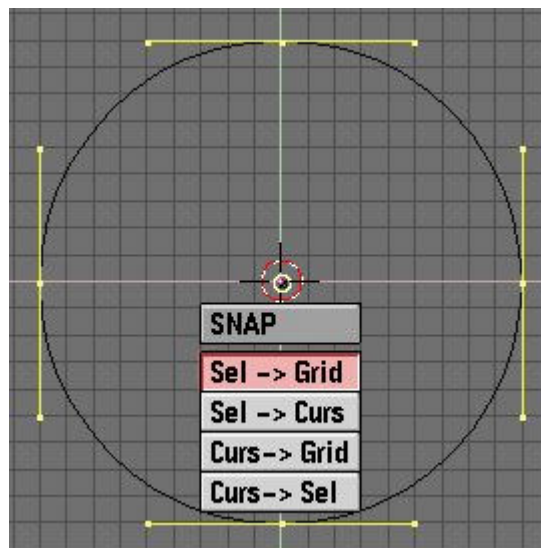 SNAP
Sel -> Grid
Sel -> Curs
Curs-> Grid
Curs-> Sel